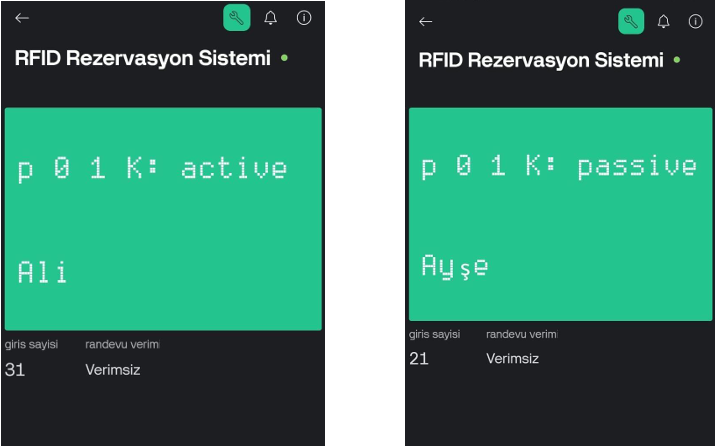 RFID Rezervasyon Sistemi
p 0 1 K: active
Ali
giris sayisi randevu verim
31 Verimsiz
RFID Rezervasyon Sistemi
p 0 1 K: passive
Ayşe
giris sayisi randevu verim
21 Verimsiz